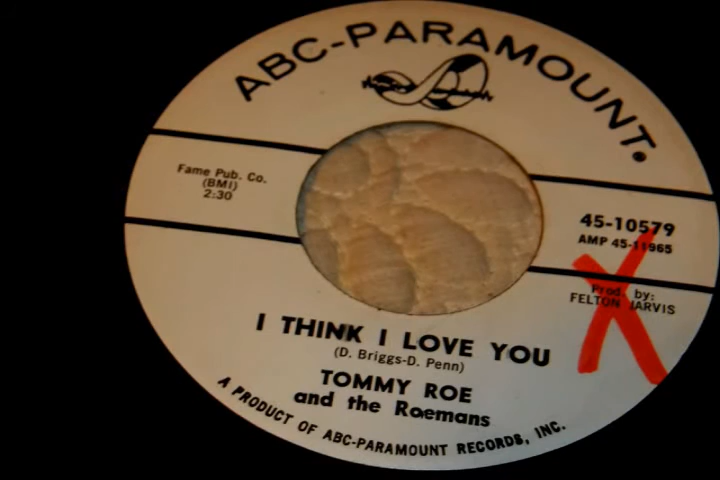 ABC-PARAMOUNT.
Fame Pub. Co.
(BMI)
2:30
45-10579
AMP 45-11965
Prod. by:
FELTON JARVIS
I THINK I LOVE YOU
(D. Briggs-D. Penn)
TOMMY ROE
and the Roemans
A PRODUCT OF ABC-PARAMOUNT RECORDS, INC.